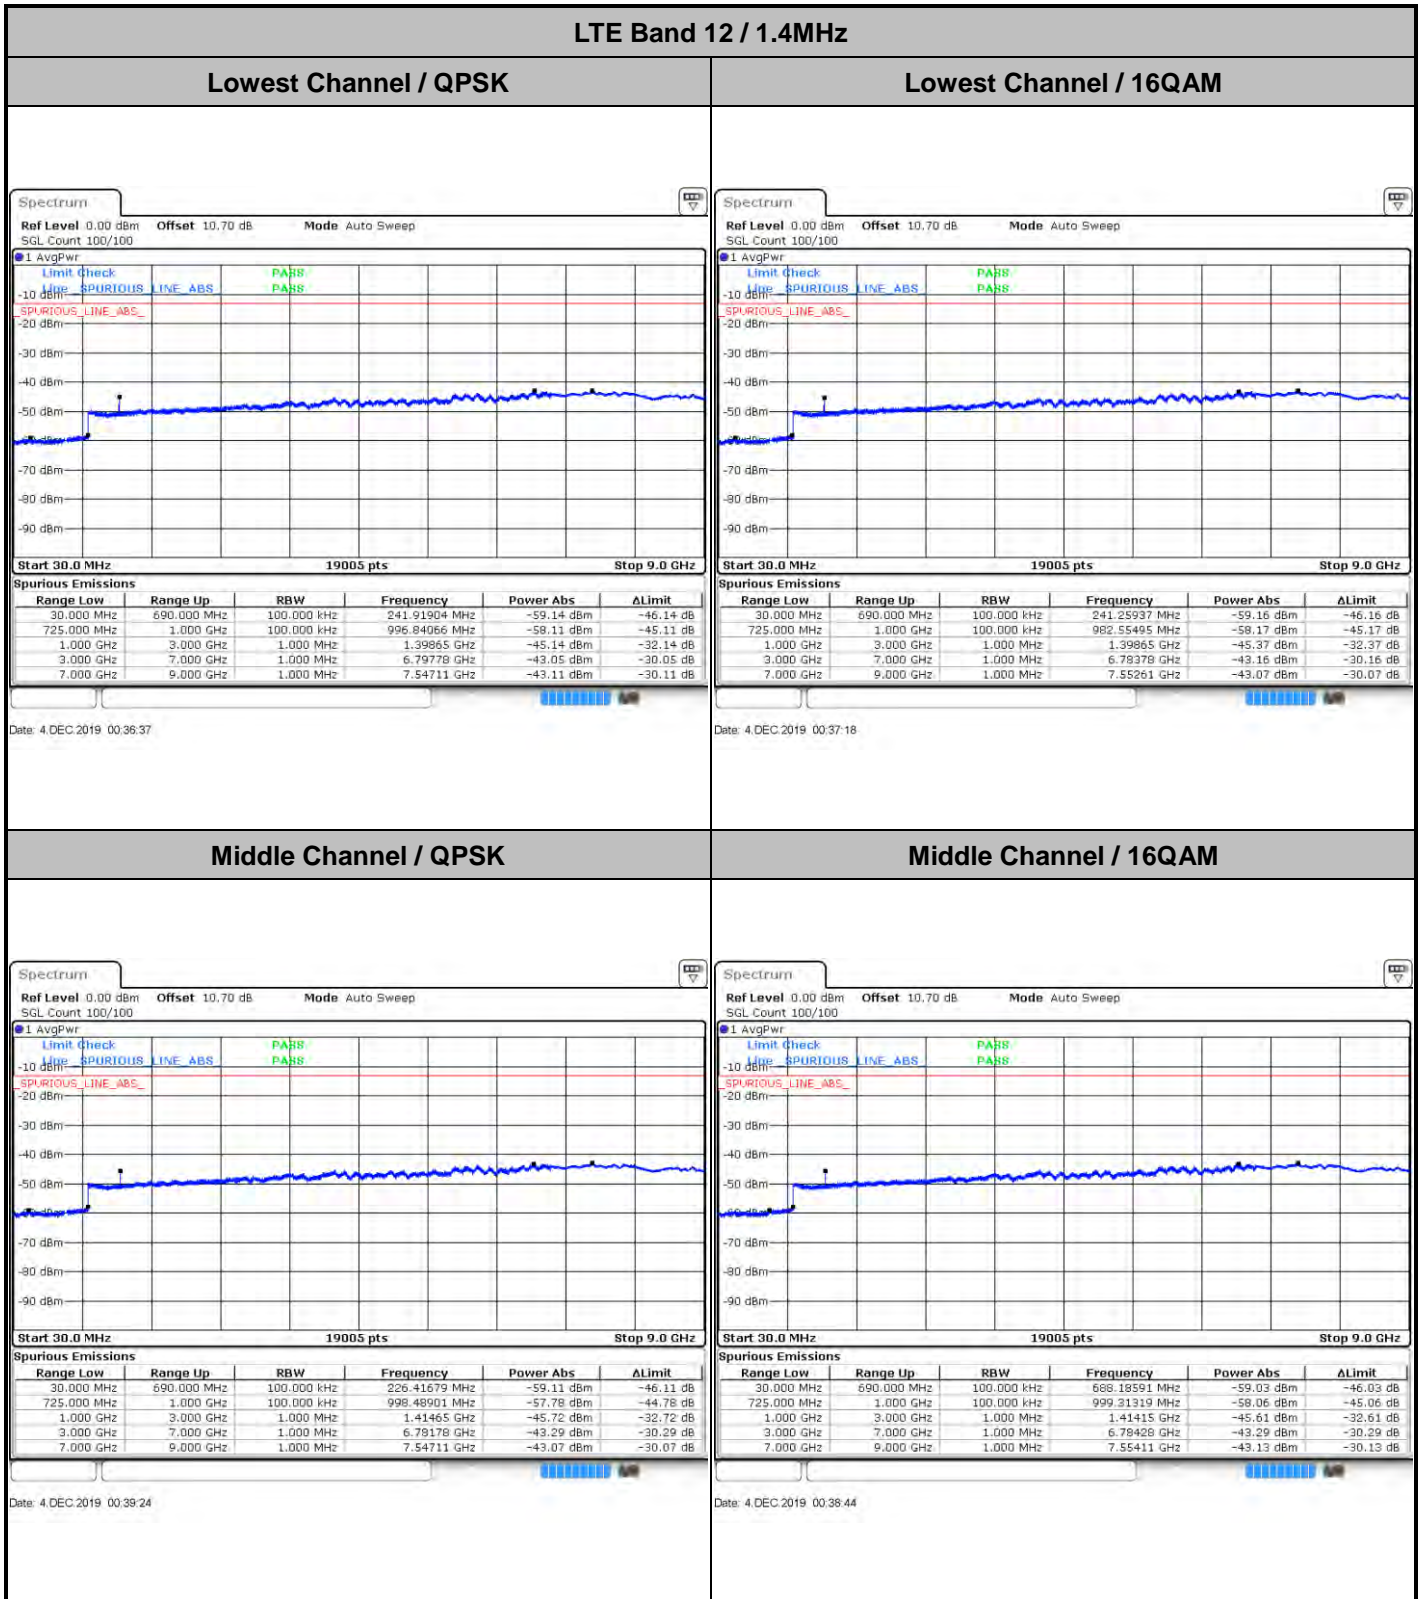 LTE Band 12 / 1.4MHz
Lowest Channel / QPSK
Lowest Channel / 16QAM
Spectrum
Ref Level 0.00 dBm Offset 10.70 dB Mode Auto Sweep
SGL Count 100/100
1 AvgPwr
Limit Check PASS
Line _SPURIOUS_LINE_ABS_ PASS
-10 dBm
_SPURIOUS_LINE_ABS_
-20 dBm
-30 dBm
-40 dBm
-50 dBm
-60 dBm
-70 dBm
-80 dBm
-90 dBm
Start 30.0 MHz 19005 pts Stop 9.0 GHz
Spurious Emissions
Range Low Range Up RBW Frequency Power Abs ΔLimit
30.000 MHz 690.000 MHz 100.000 kHz 241.91904 MHz -59.14 dBm -46.14 dB
725.000 MHz 1.000 GHz 100.000 kHz 996.84066 MHz -58.11 dBm -45.11 dB
1.000 GHz 3.000 GHz 1.000 MHz 1.39865 GHz -45.14 dBm -32.14 dB
3.000 GHz 7.000 GHz 1.000 MHz 6.79778 GHz -43.05 dBm -30.05 dB
7.000 GHz 9.000 GHz 1.000 MHz 7.54711 GHz -43.11 dBm -30.11 dB
Date: 4.DEC.2019 00:36:37
Spectrum
Ref Level 0.00 dBm Offset 10.70 dB Mode Auto Sweep
SGL Count 100/100
1 AvgPwr
Limit Check PASS
Line _SPURIOUS_LINE_ABS_ PASS
-10 dBm
_SPURIOUS_LINE_ABS_
-20 dBm
-30 dBm
-40 dBm
-50 dBm
-60 dBm
-70 dBm
-80 dBm
-90 dBm
Start 30.0 MHz 19005 pts Stop 9.0 GHz
Spurious Emissions
Range Low Range Up RBW Frequency Power Abs ΔLimit
30.000 MHz 690.000 MHz 100.000 kHz 241.25937 MHz -59.16 dBm -46.16 dB
725.000 MHz 1.000 GHz 100.000 kHz 982.55495 MHz -58.17 dBm -45.17 dB
1.000 GHz 3.000 GHz 1.000 MHz 1.39865 GHz -45.37 dBm -32.37 dB
3.000 GHz 7.000 GHz 1.000 MHz 6.78378 GHz -43.16 dBm -30.16 dB
7.000 GHz 9.000 GHz 1.000 MHz 7.55261 GHz -43.07 dBm -30.07 dB
Date: 4.DEC.2019 00:37:18
Middle Channel / QPSK
Middle Channel / 16QAM
Spectrum
Ref Level 0.00 dBm Offset 10.70 dB Mode Auto Sweep
SGL Count 100/100
1 AvgPwr
Limit Check PASS
Line _SPURIOUS_LINE_ABS_ PASS
-10 dBm
_SPURIOUS_LINE_ABS_
-20 dBm
-30 dBm
-40 dBm
-50 dBm
-60 dBm
-70 dBm
-80 dBm
-90 dBm
Start 30.0 MHz 19005 pts Stop 9.0 GHz
Spurious Emissions
Range Low Range Up RBW Frequency Power Abs ΔLimit
30.000 MHz 690.000 MHz 100.000 kHz 226.41679 MHz -59.11 dBm -46.11 dB
725.000 MHz 1.000 GHz 100.000 kHz 998.48901 MHz -57.78 dBm -44.78 dB
1.000 GHz 3.000 GHz 1.000 MHz 1.41465 GHz -45.72 dBm -32.72 dB
3.000 GHz 7.000 GHz 1.000 MHz 6.78178 GHz -43.29 dBm -30.29 dB
7.000 GHz 9.000 GHz 1.000 MHz 7.54711 GHz -43.07 dBm -30.07 dB
Date: 4.DEC.2019 00:39:24
Spectrum
Ref Level 0.00 dBm Offset 10.70 dB Mode Auto Sweep
SGL Count 100/100
1 AvgPwr
Limit Check PASS
Line _SPURIOUS_LINE_ABS_ PASS
-10 dBm
_SPURIOUS_LINE_ABS_
-20 dBm
-30 dBm
-40 dBm
-50 dBm
-60 dBm
-70 dBm
-80 dBm
-90 dBm
Start 30.0 MHz 19005 pts Stop 9.0 GHz
Spurious Emissions
Range Low Range Up RBW Frequency Power Abs ΔLimit
30.000 MHz 690.000 MHz 100.000 kHz 688.18591 MHz -59.03 dBm -46.03 dB
725.000 MHz 1.000 GHz 100.000 kHz 999.31319 MHz -58.06 dBm -45.06 dB
1.000 GHz 3.000 GHz 1.000 MHz 1.41415 GHz -45.61 dBm -32.61 dB
3.000 GHz 7.000 GHz 1.000 MHz 6.78428 GHz -43.29 dBm -30.29 dB
7.000 GHz 9.000 GHz 1.000 MHz 7.55411 GHz -43.13 dBm -30.13 dB
Date: 4.DEC.2019 00:38:44